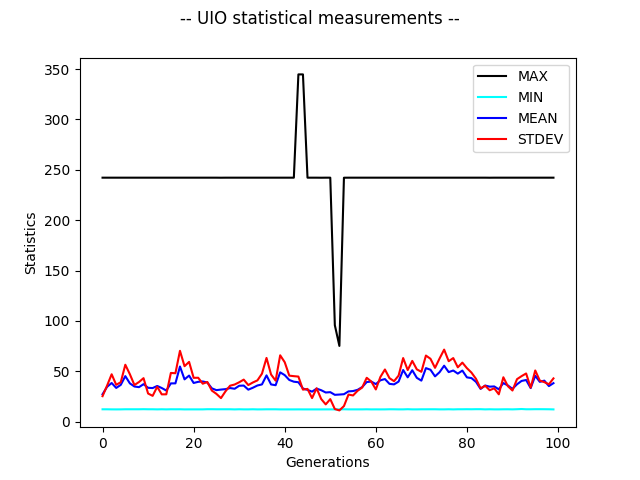 -- UIO statistical measurements --
350
300
250
200
150
100
50
0
Statistics
MAX
MIN
MEAN
STDEV
0 20 40 60 80 100
Generations